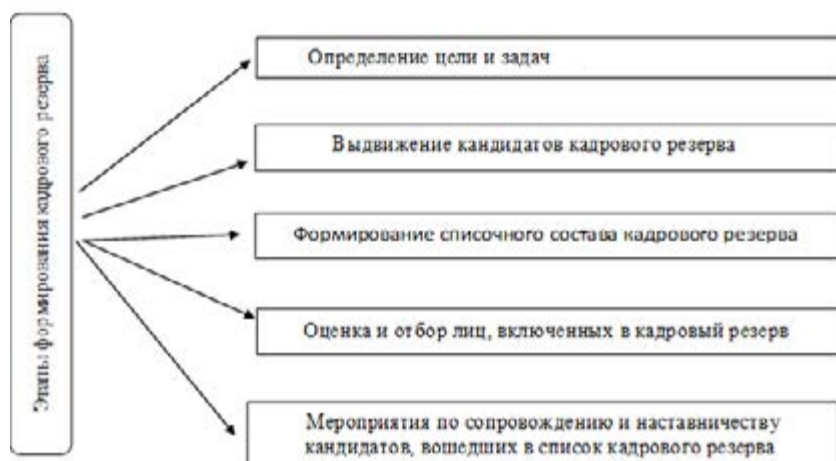 Этапы формирования кадрового резерва
Определение цели и задач
Выдвижение кандидатов кадрового резерва
Формирование списочного состава кадрового резерва
Оценка и отбор лиц, включенных в кадровый резерв
Мероприятия по сопровождению и наставничеству
кандидатов, вошедших в список кадрового резерва